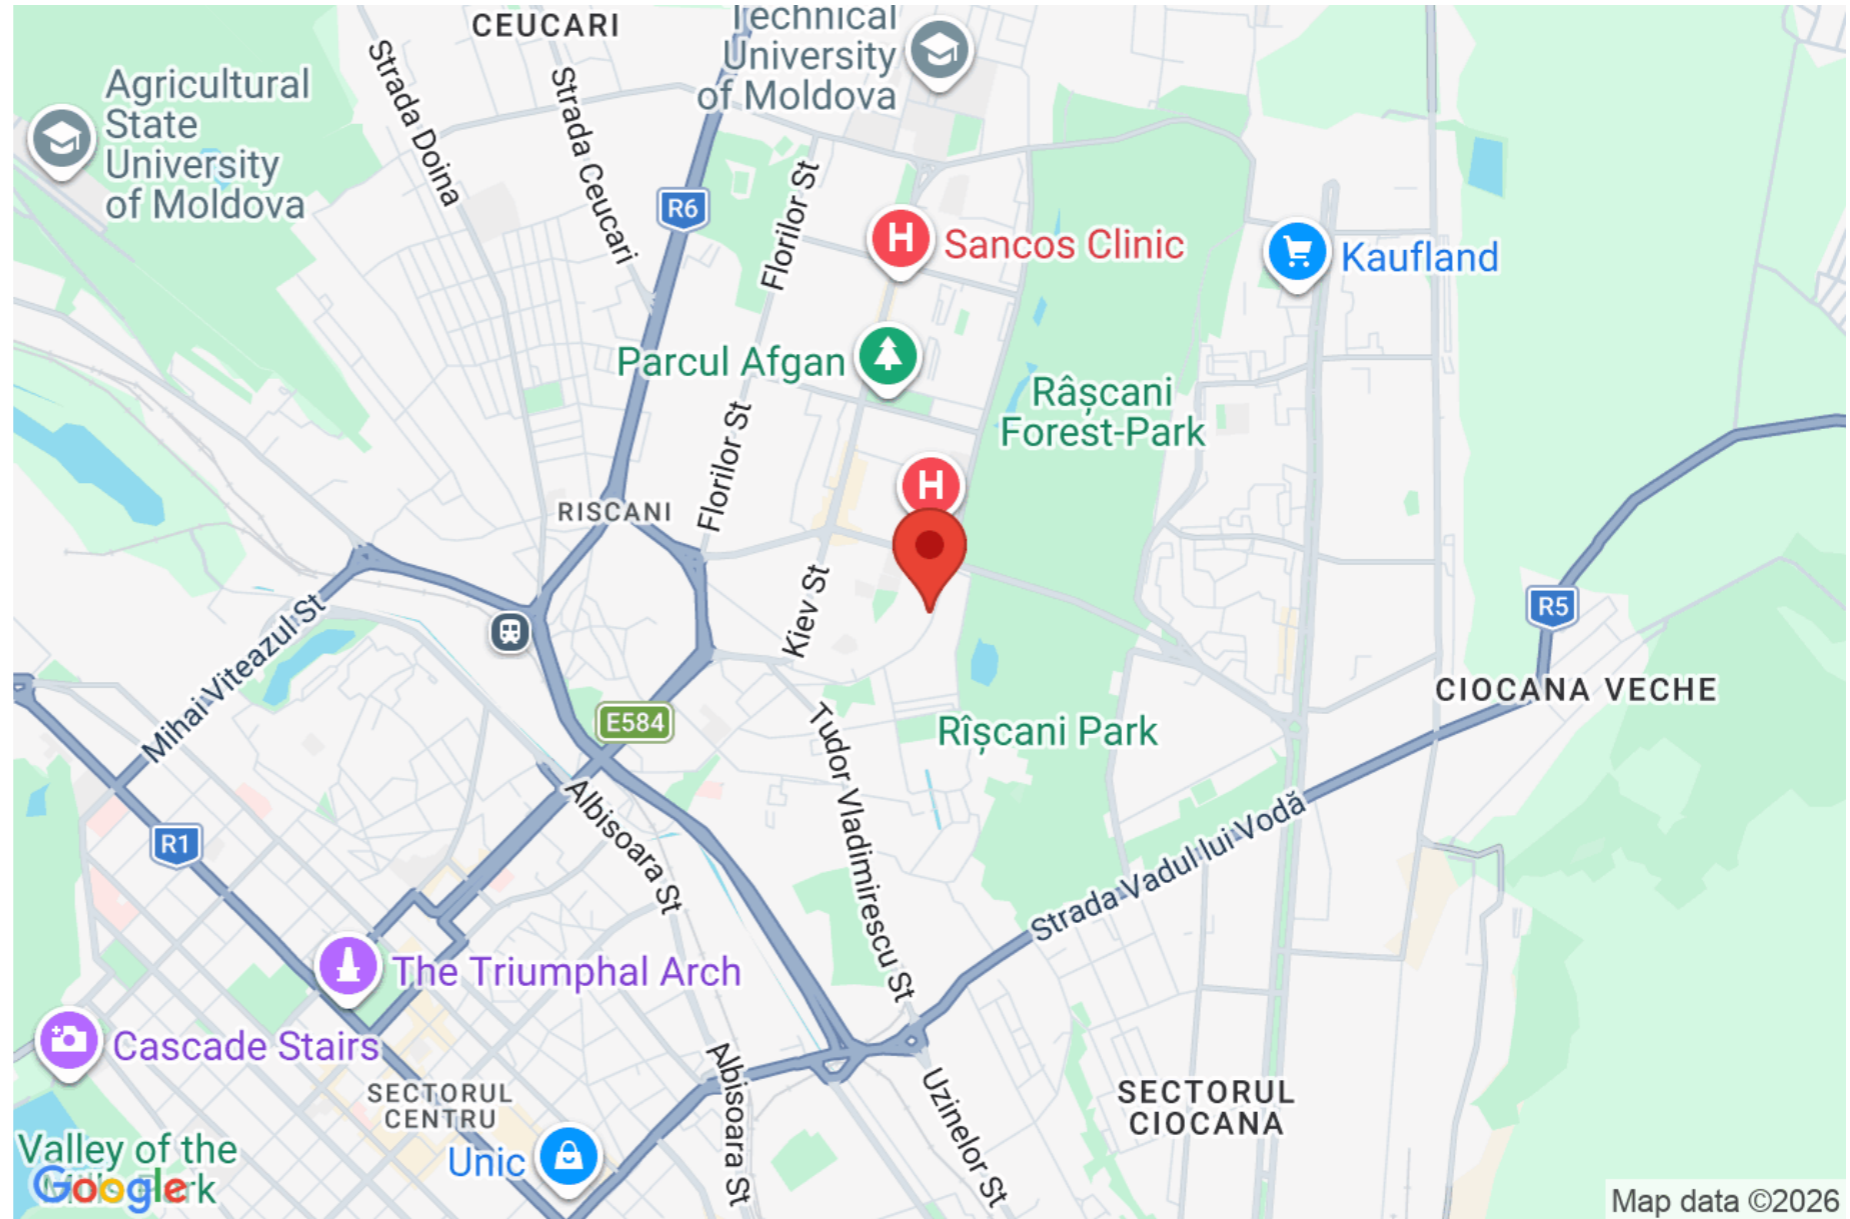 CEUCARI
Technical
University
of Moldova
Agricultural
State
University
of Moldova
Strada Doina
Strada Ceucari
R6
Florilor St
H
Sancos Clinic
Kaufland
Parcul Afgan
Râșcani
Forest-Park
Florilor St
H
RISCANI
Kiev St
R5
Mihai Viteazul St
CIOCANA VECHE
E584
Rîșcani Park
Tudor Vladimirescu St
Albisoara St
Strada Vadul lui Vodă
R1
The Triumphal Arch
Cascade Stairs
SECTORUL
CENTRU
Albisoara St
Uzinelor St
SECTORUL
CIOCANA
Valley of the
Unic
Google
Map data ©2026